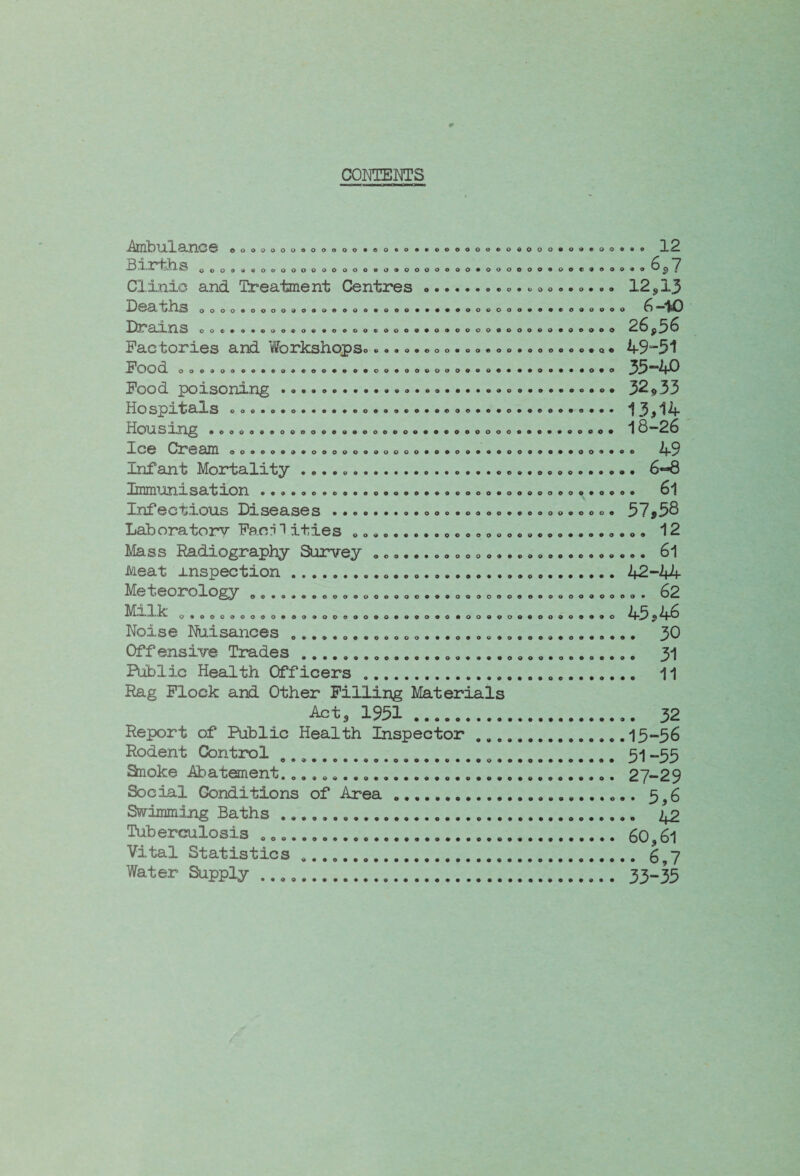 CONTENTS
Ambulance .................... 12
Births .................... 6,7
Clinic and Treatment Centres .................... 12,13
Deaths .................... 6-10
Drains .................... 26,56
Factories and Workshops .................... 49-51
Food .................... 35-40
Food poisoning .................... 32,33
Hospitals .................... 13,14
Housing .................... 18-26
Ice Cream .................... 49
Infant Mortality .................... 6-8
Immunisation .................... 61
Infectious Diseases .................... 57,58
Laboratory Facilities .................... 12
Mass Radiography Survey .................... 61
Meat Inspection .................... 42-44
Meteorology .................... 62
Milk .................... 45,46
Noise Nuisances .................... 30
Offensive Trades .................... 31
Public Health Officers .................... 11
Rag Flock and Other Filling Materials
Act, 1951 .................... 32
Report of Public Health Inspector .................... 15-56
Rodent Control .................... 51-55
Smoke Abatement .................... 27-29
Social Conditions of Area .................... 5,6
Swimming Baths .................... 42
Tuberculosis .................... 60,61
Vital Statistics .................... 6,7
Water Supply .................... 33-35